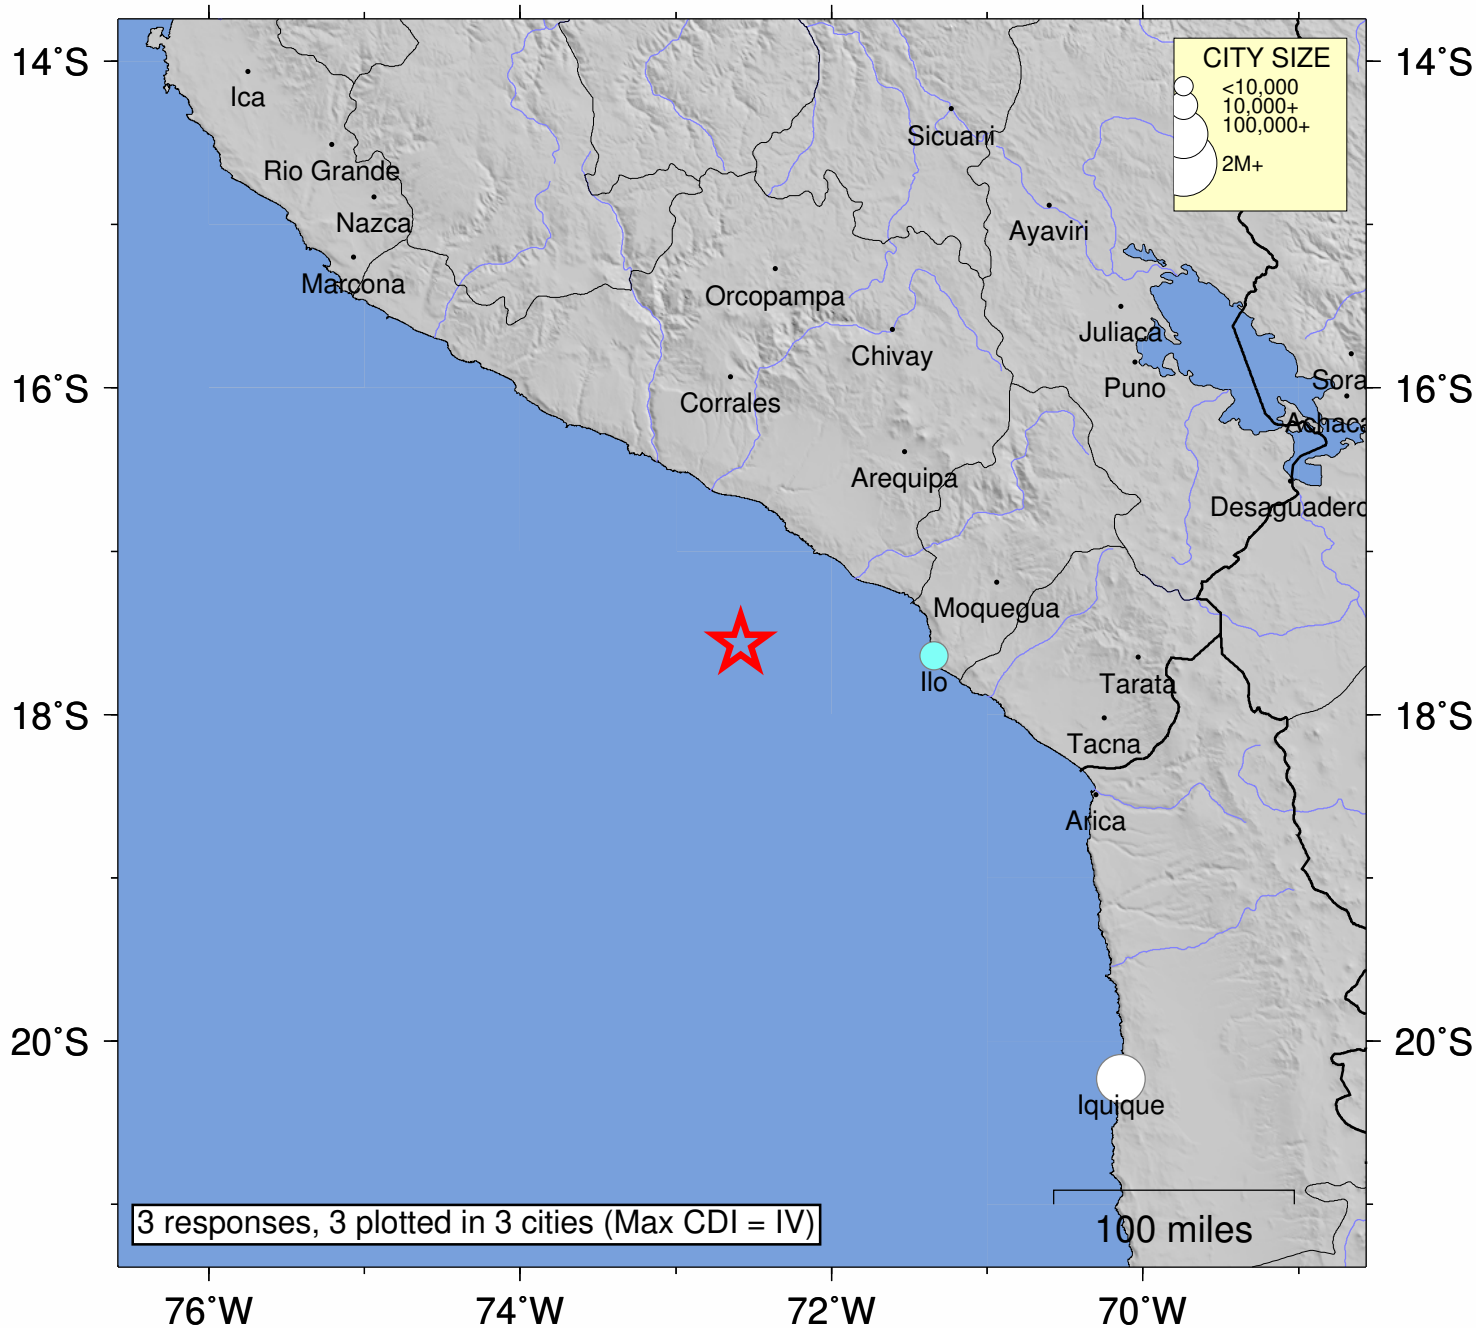 14°S
14°S
CITY SIZE
<10,000
10,000+
100,000+
2M+
Ica
Sicuani
Rio Grande
Nazca
Ayaviri
Marcona
Orcopampa
Juliaca
Chivay
16°S
Corrales
Puno
Sora
16°S
Achaca
Arequipa
Desaguadero
Moquegua
Ilo
Tarata
18°S
18°S
Tacna
Arica
20°S
20°S
Iquique
3 responses, 3 plotted in 3 cities (Max CDI = IV)
100 miles
76°W
74°W
72°W
70°W